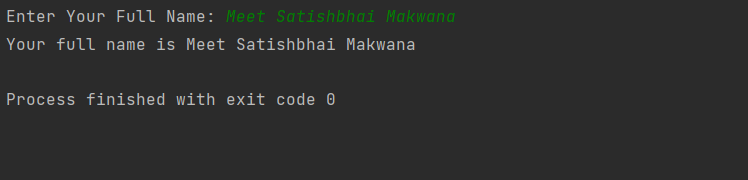 Enter Your Full Name: Meet Satishbhai Makwana
Your full name is Meet Satishbhai Makwana
Process finished with exit code 0